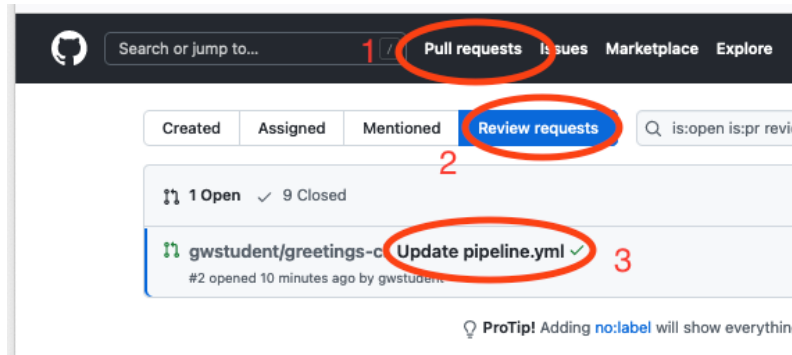 Search or jump to... / 1 Pull requests Issues Marketplace Explore
Created Assigned Mentioned Review requests is:open is:pr
2
1 Open 9 Closed
gwstudent/greetings- Update pipeline.yml 3
#2 opened 10 minutes ago by gwstudent
ProTip! Adding no:label will show